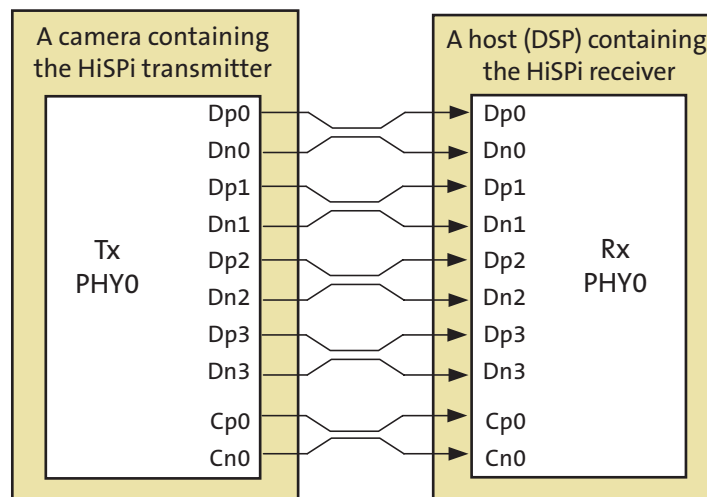 A camera containing
the HiSPi transmitter
A host (DSP) containing
the HiSPi receiver
Tx
PHY0
Dp0
Dn0
Dp1
Dn1
Dp2
Dn2
Dp3
Dn3
Cp0
Cn0
Dp0
Dn0
Dp1
Dn1
Dp2
Dn2
Dp3
Dn3
Cp0
Cn0
Rx
PHY0